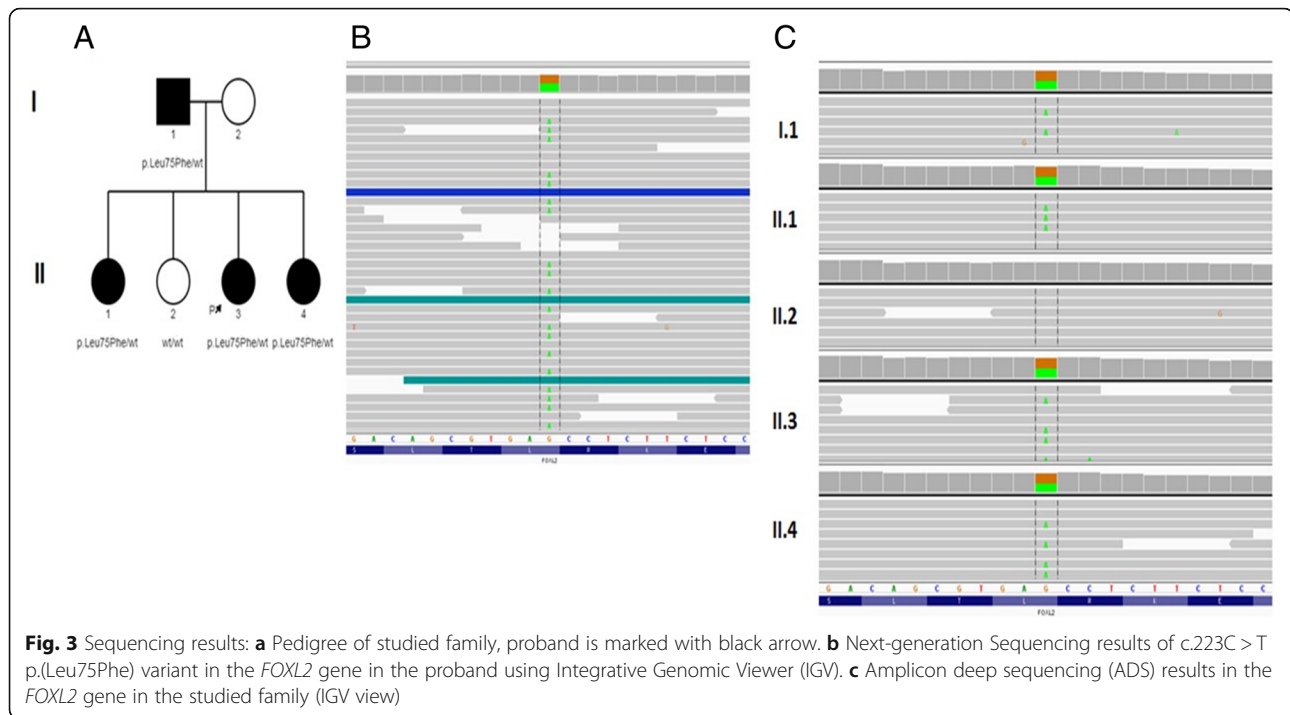 A
B
C
I
1
2
p.Leu75Phe/wt
II
1
2
P
3
4
p.Leu75Phe/wt
wt/wt
p.Leu75Phe/wt
p.Leu75Phe/wt
A
A
A
A
A
A
A
A
A
A
A
A
T
A
G
A
A
A
A
A
A
A
G A C A G C G T G A G C C T C T T C T C C
S L T L E
FOXL2
I.1
A
A
A
G
II.1
A
A
A
II.2
G
II.3
A
A
A
II.4
A
A
A
A
G A C A G C G T G A G C C T C T T C T C C
S L T L E
FOXL2
Fig. 3 Sequencing results: a Pedigree of studied family, proband is marked with black arrow. b Next-generation Sequencing results of c.223C > T
p.(Leu75Phe) variant in the FOXL2 gene in the proband using Integrative Genomic Viewer (IGV). c Amplicon deep sequencing (ADS) results in the
FOXL2 gene in the studied family (IGV view)